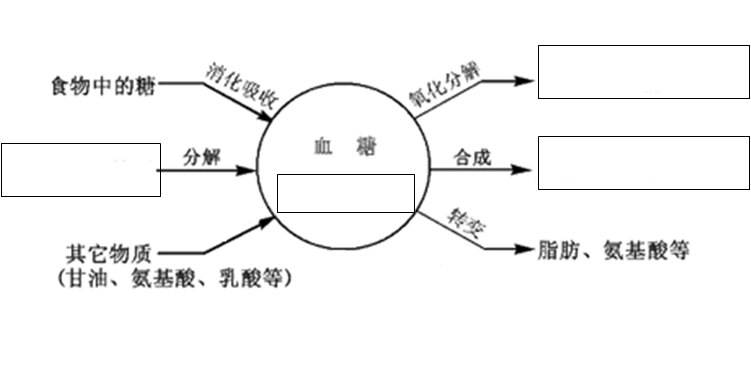 食物中的糖
消化吸收
氧化分解
血 糖
分解
合成
其它物质
(甘油、氨基酸、乳酸等)
转变
脂肪、氨基酸等